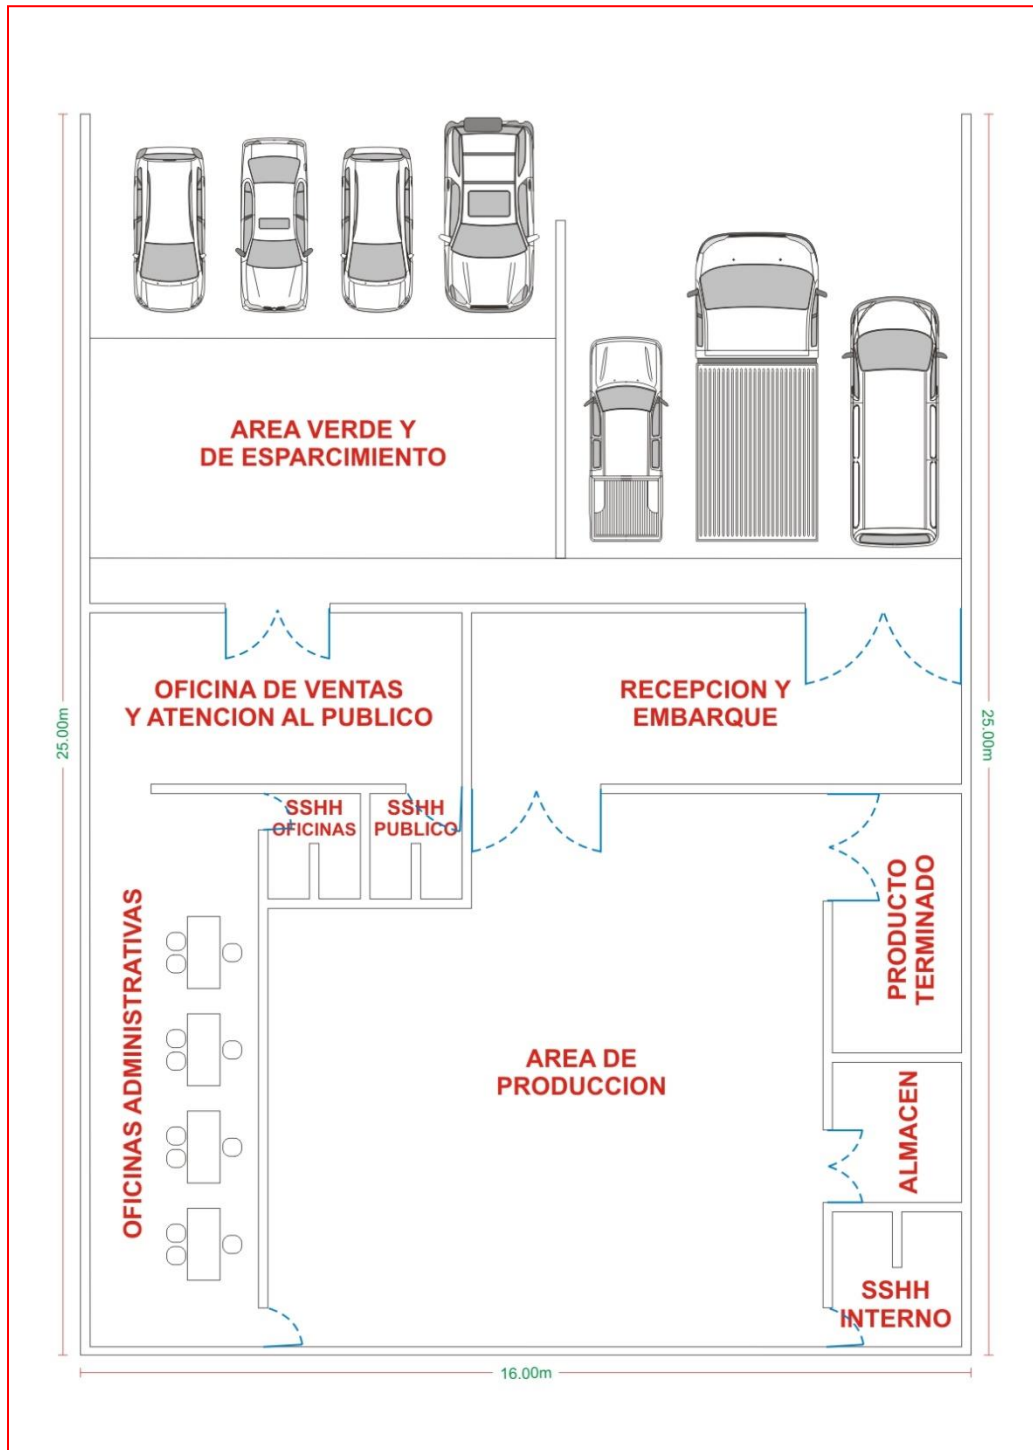 AREA VERDE Y
DE ESPARCIMIENTO
OFICINA DE VENTAS
Y ATENCION AL PUBLICO
RECEPCION Y
EMBARQUE
25.00m
25.00m
SSHH
OFICINAS
SSHH
PUBLICO
PRODUCTO
TERMINADO
OFICINAS ADMINISTRATIVAS
AREA DE
PRODUCCION
ALMACEN
SSHH
INTERNO
16.00m